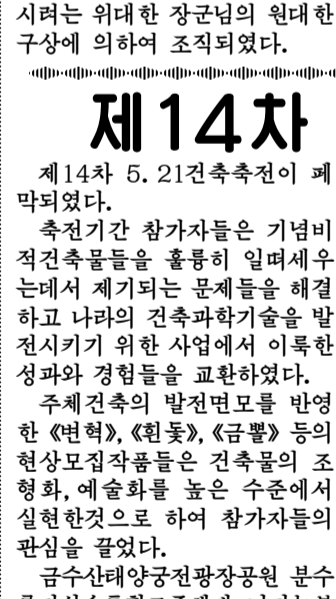 시려는 위대한 장군님의 원대한
구상에 의하여 조직되였다.
제14차
제14차 5. 21건축축전이 폐
막되였다.
축전기간 참가자들은 기념비
적건축물들을 훌륭히 일떠세우
는데서 제기되는 문제들을 해결
하고 나라의 건축과학기술을 발
전시키기 위한 사업에서 이룩한
성과와 경험들을 교환하였다.
주체건축의 발전면모를 반영
한 《변혁》, 《흰돛》, 《금뿔》 등의
현상모집작품들은 건축물의 조
형화, 예술화를 높은 수준에서
실현한것으로 하여 참가자들의
관심을 끌었다.
금수산태양궁전광장공원 분수